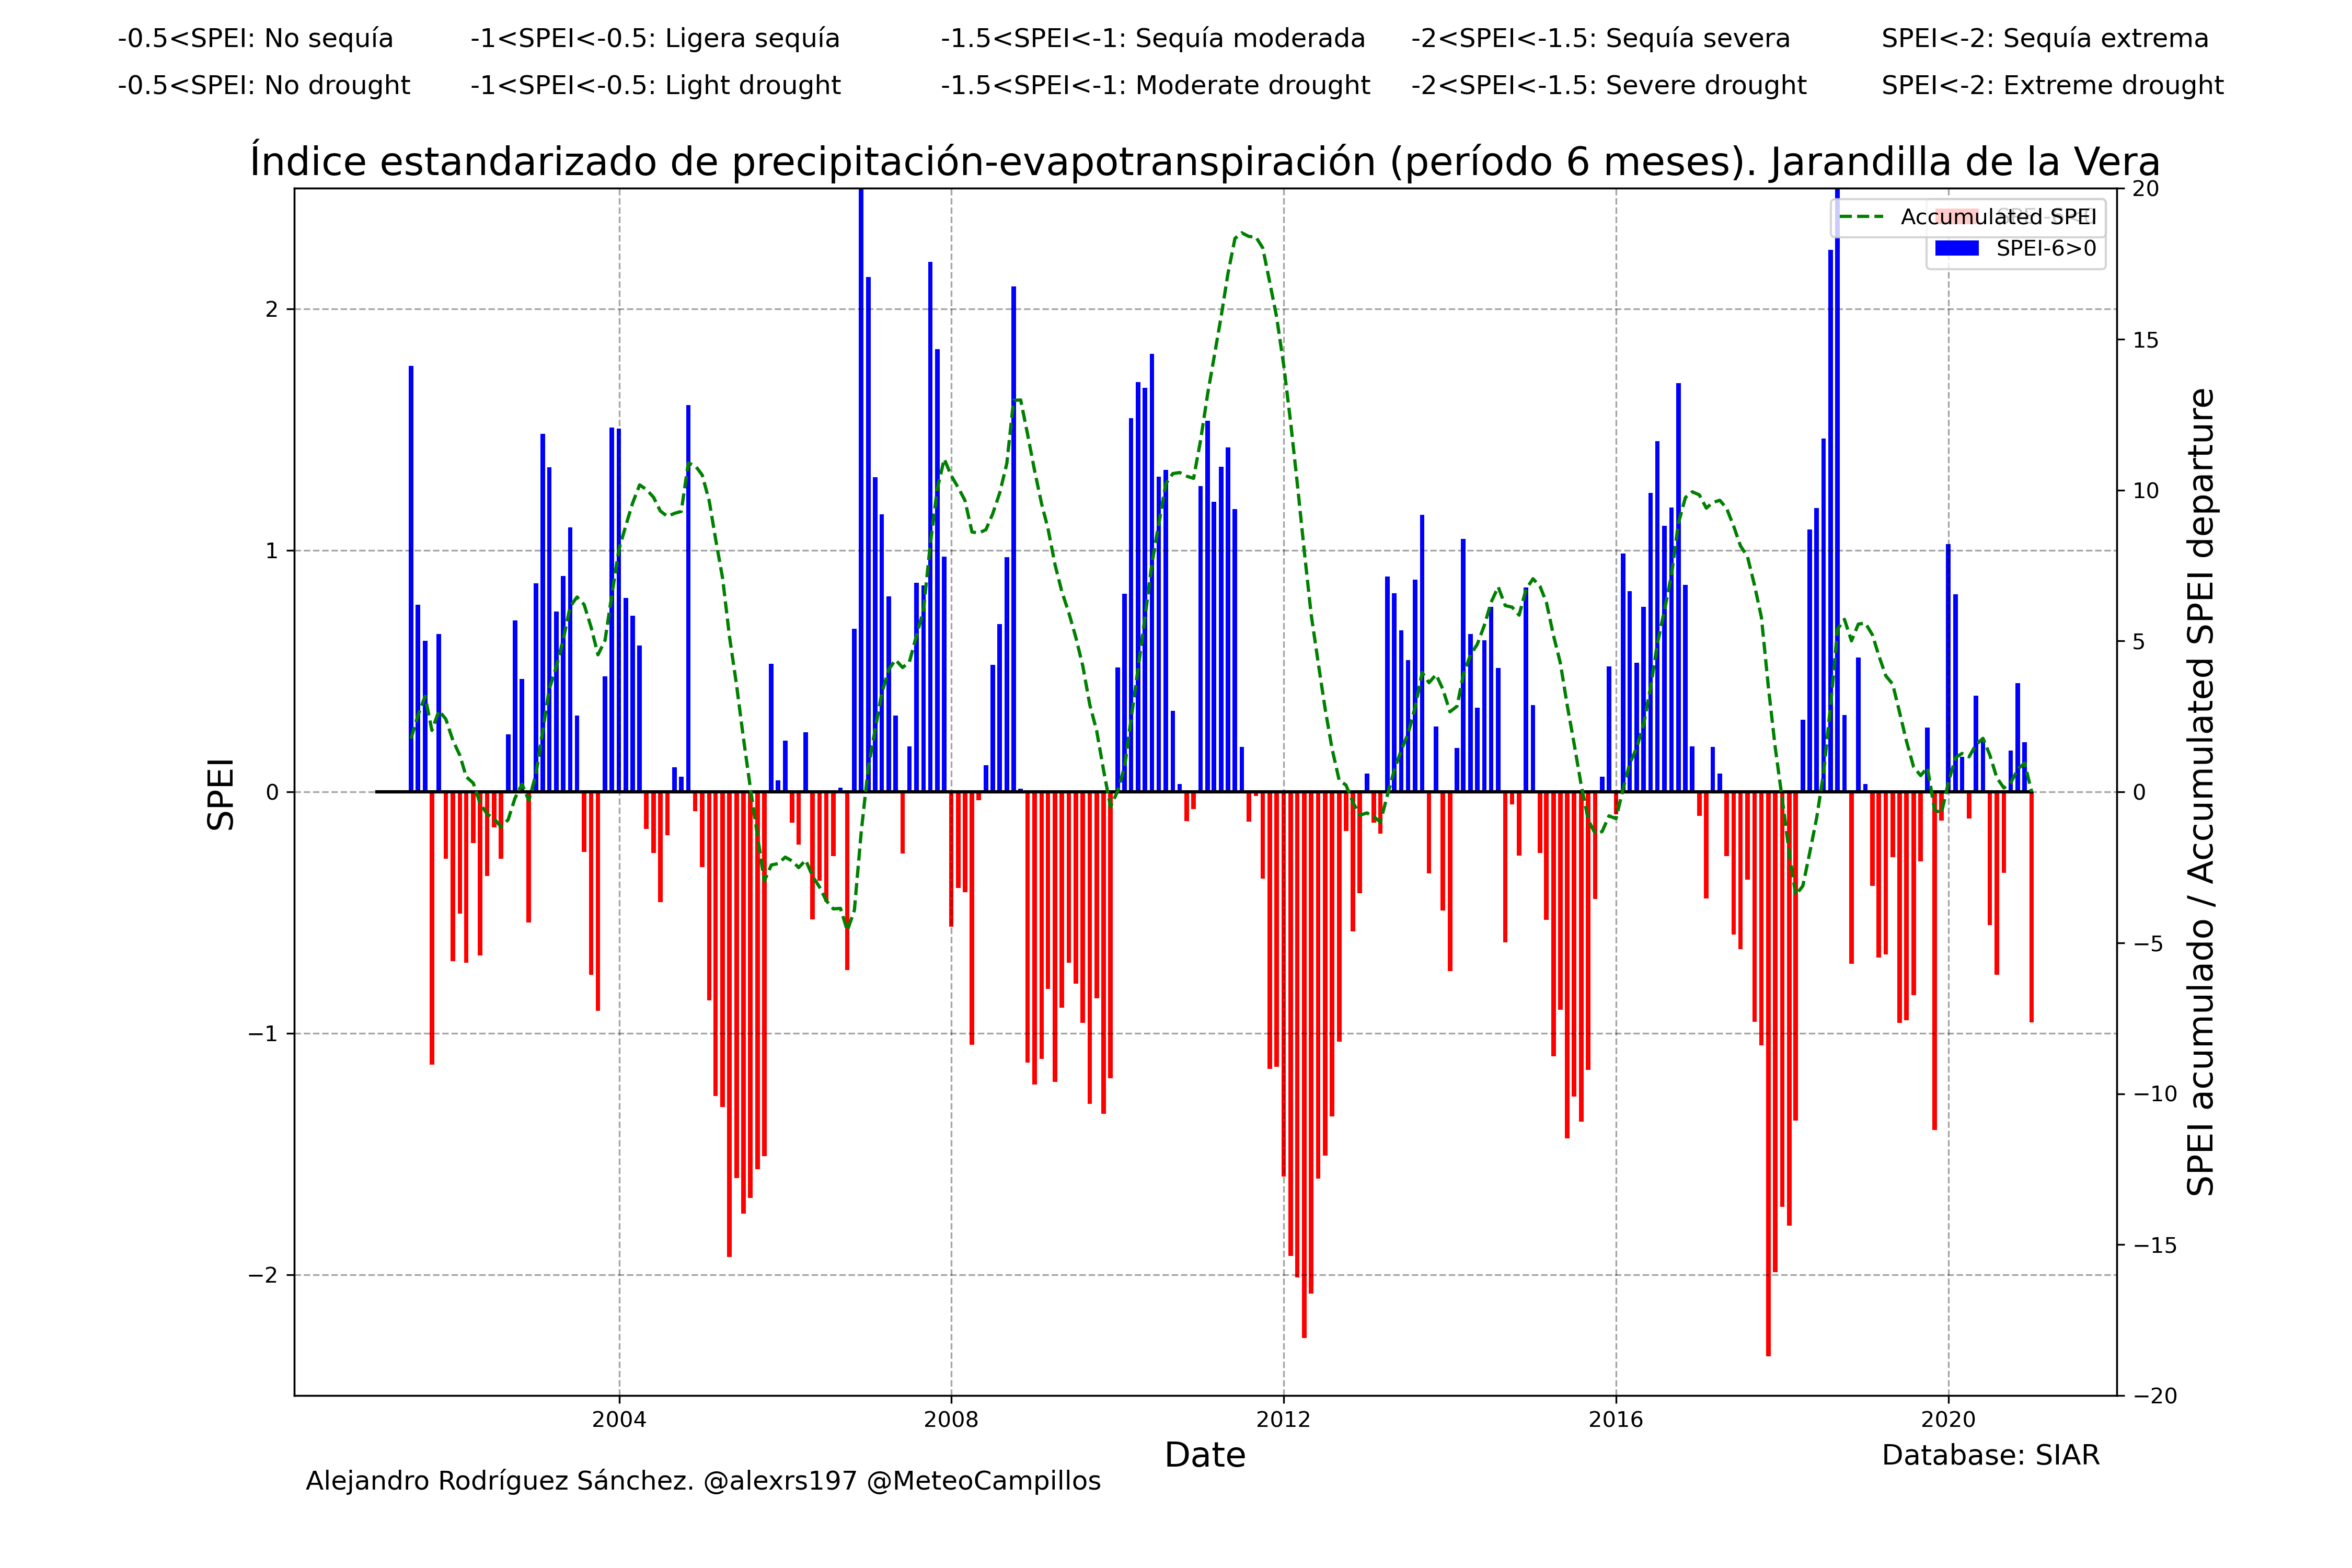 -0.5<SPEI: No sequía -1<SPEI<-0.5: Ligera sequía -1.5<SPEI<-1: Sequía moderada -2<SPEI<-1.5: Sequía severa SPEI<-2: Sequía extrema
-0.5<SPEI: No drought -1<SPEI<-0.5: Light drought -1.5<SPEI<-1: Moderate drought -2<SPEI<-1.5: Severe drought SPEI<-2: Extreme drought
Índice estandarizado de precipitación-evapotranspiración (período 6 meses). Jarandilla de la Vera
Accumulated SPEI
SPEI-6>0
SPEI
2
1
0
−1
−2
20
15
10
5
0
−5
−10
−15
−20
SPEI acumulado / Accumulated SPEI departure
2004 2008 2012 2016 2020
Date
Database: SIAR
Alejandro Rodríguez Sánchez. @alexrs197 @MeteoCampillos